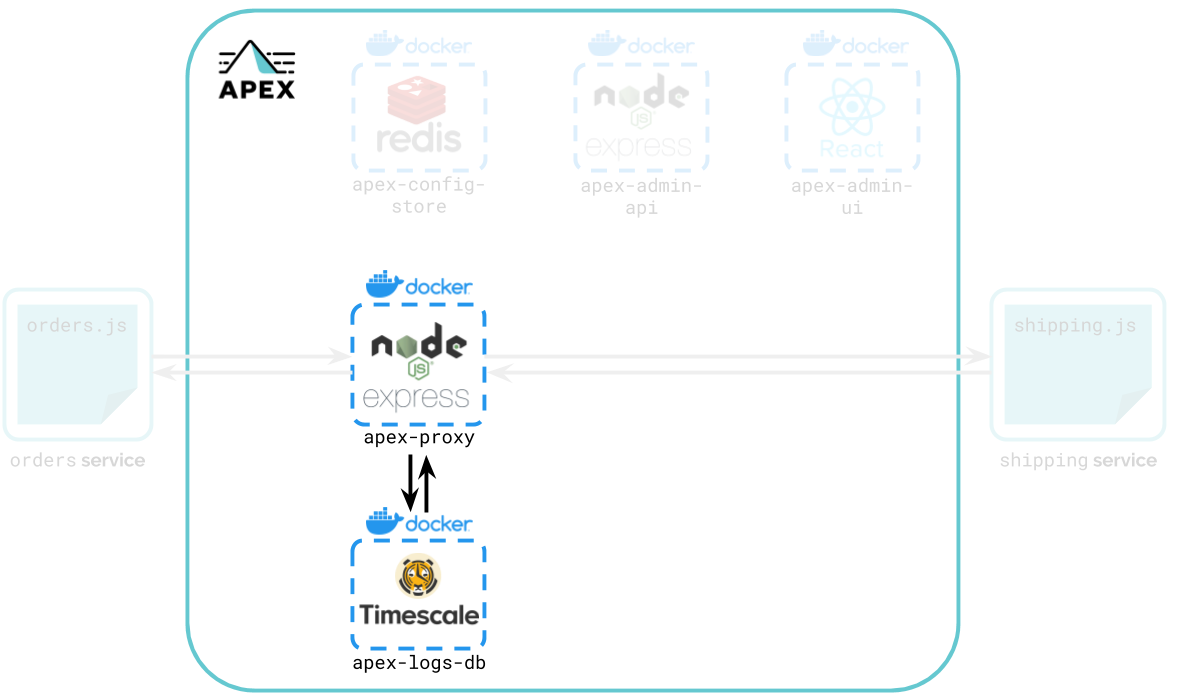 docker
docker
docker
APEX
redis
node
JS
express
React
apex-config-
store
apex-admin-
api
apex-admin-
ui
docker
orders.js
node
JS
express
shipping.js
apex-proxy
orders service
shipping service
docker
Timescale
apex-logs-db